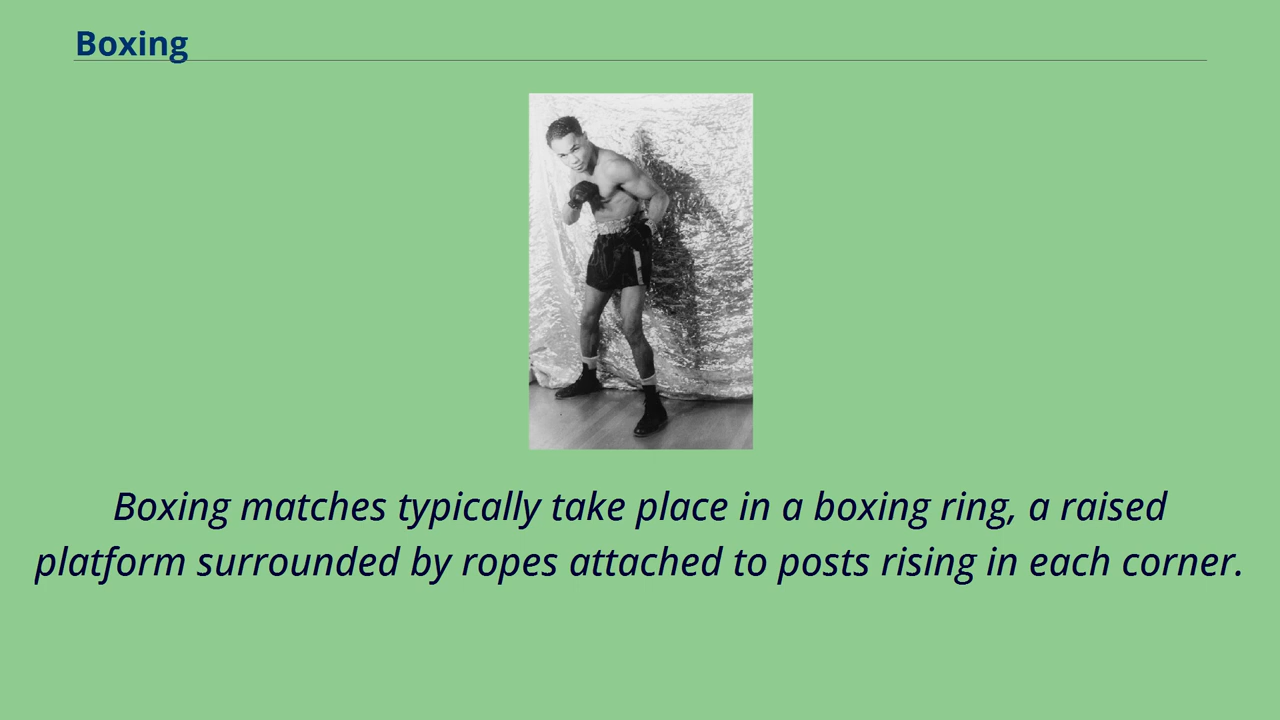 Boxing
Boxing matches typically take place in a boxing ring, a raised
platform surrounded by ropes attached to posts rising in each corner.